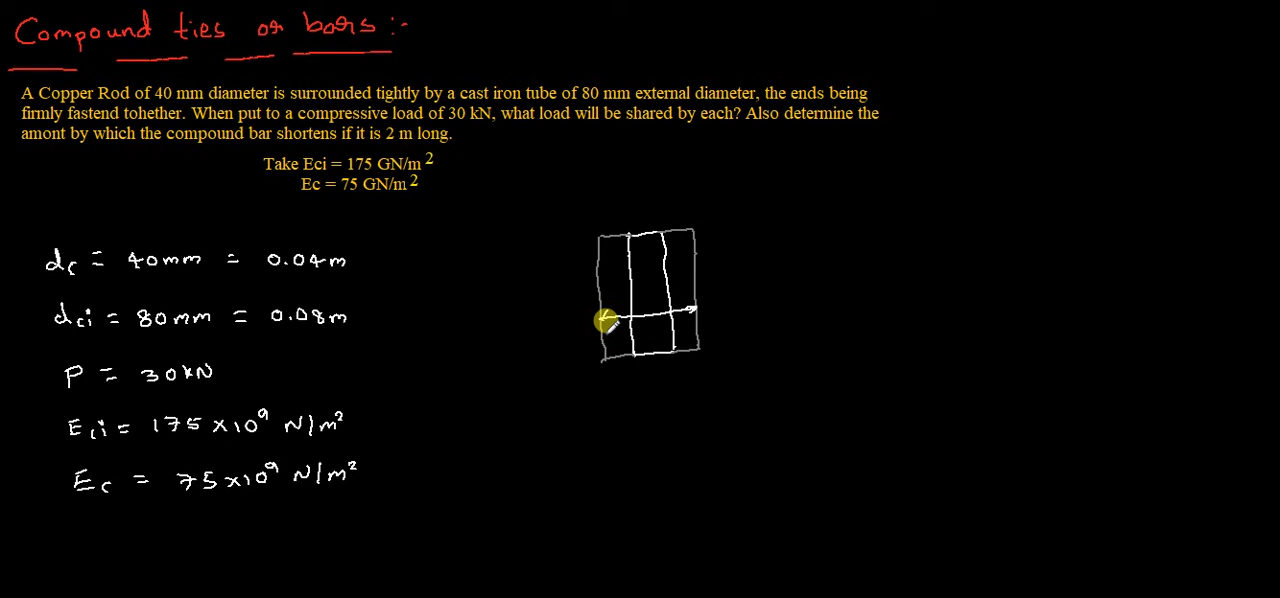 Compound ties or bars :-
A Copper Rod of 40 mm diameter is surrounded tightly by a cast iron tube of 80 mm external diameter, the ends being
firmly fastend tohether. When put to a compressive load of 30 kN, what load will be shared by each? Also determine the
amont by which the compound bar shortens if it is 2 m long.
Take Eci = 175 GN/m 2
Ec = 75 GN/m 2
dc = 40mm = 0.04m
dci = 80mm = 0.08m
P = 30kN
Eci = 175 × 10⁹ N/m²
Ec = 75×10⁹ N/m²